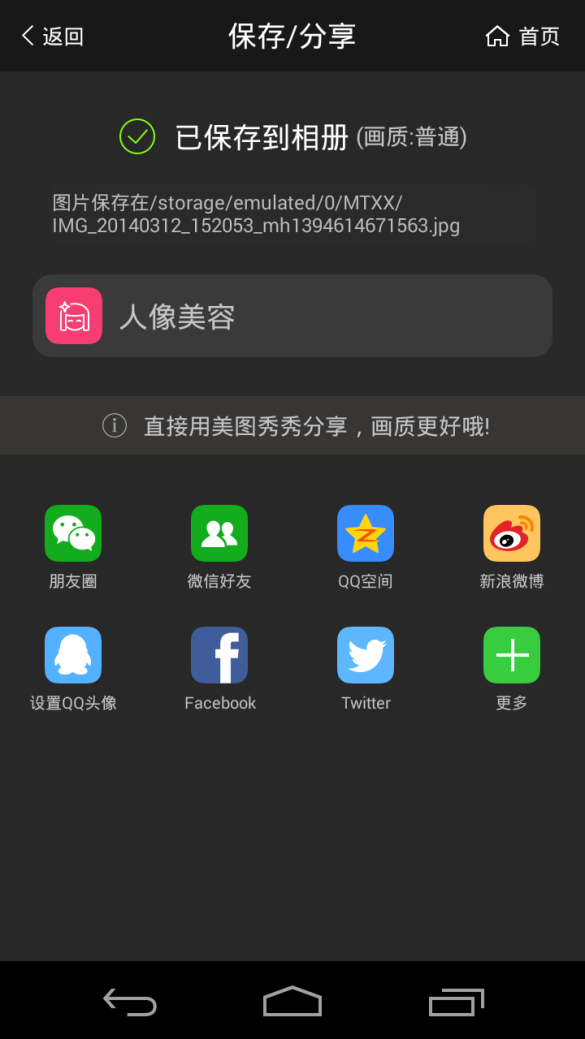 返回
保存/分享
首页
已保存到相册 (画质:普通)
图片保存在/storage/emulated/0/MTXX/
IMG_20140312_152053_mh1394614671563.jpg
人像美容
直接用美图秀秀分享，画质更好哦!
朋友圈
微信好友
QQ空间
新浪微博
设置QQ头像
Facebook
Twitter
更多